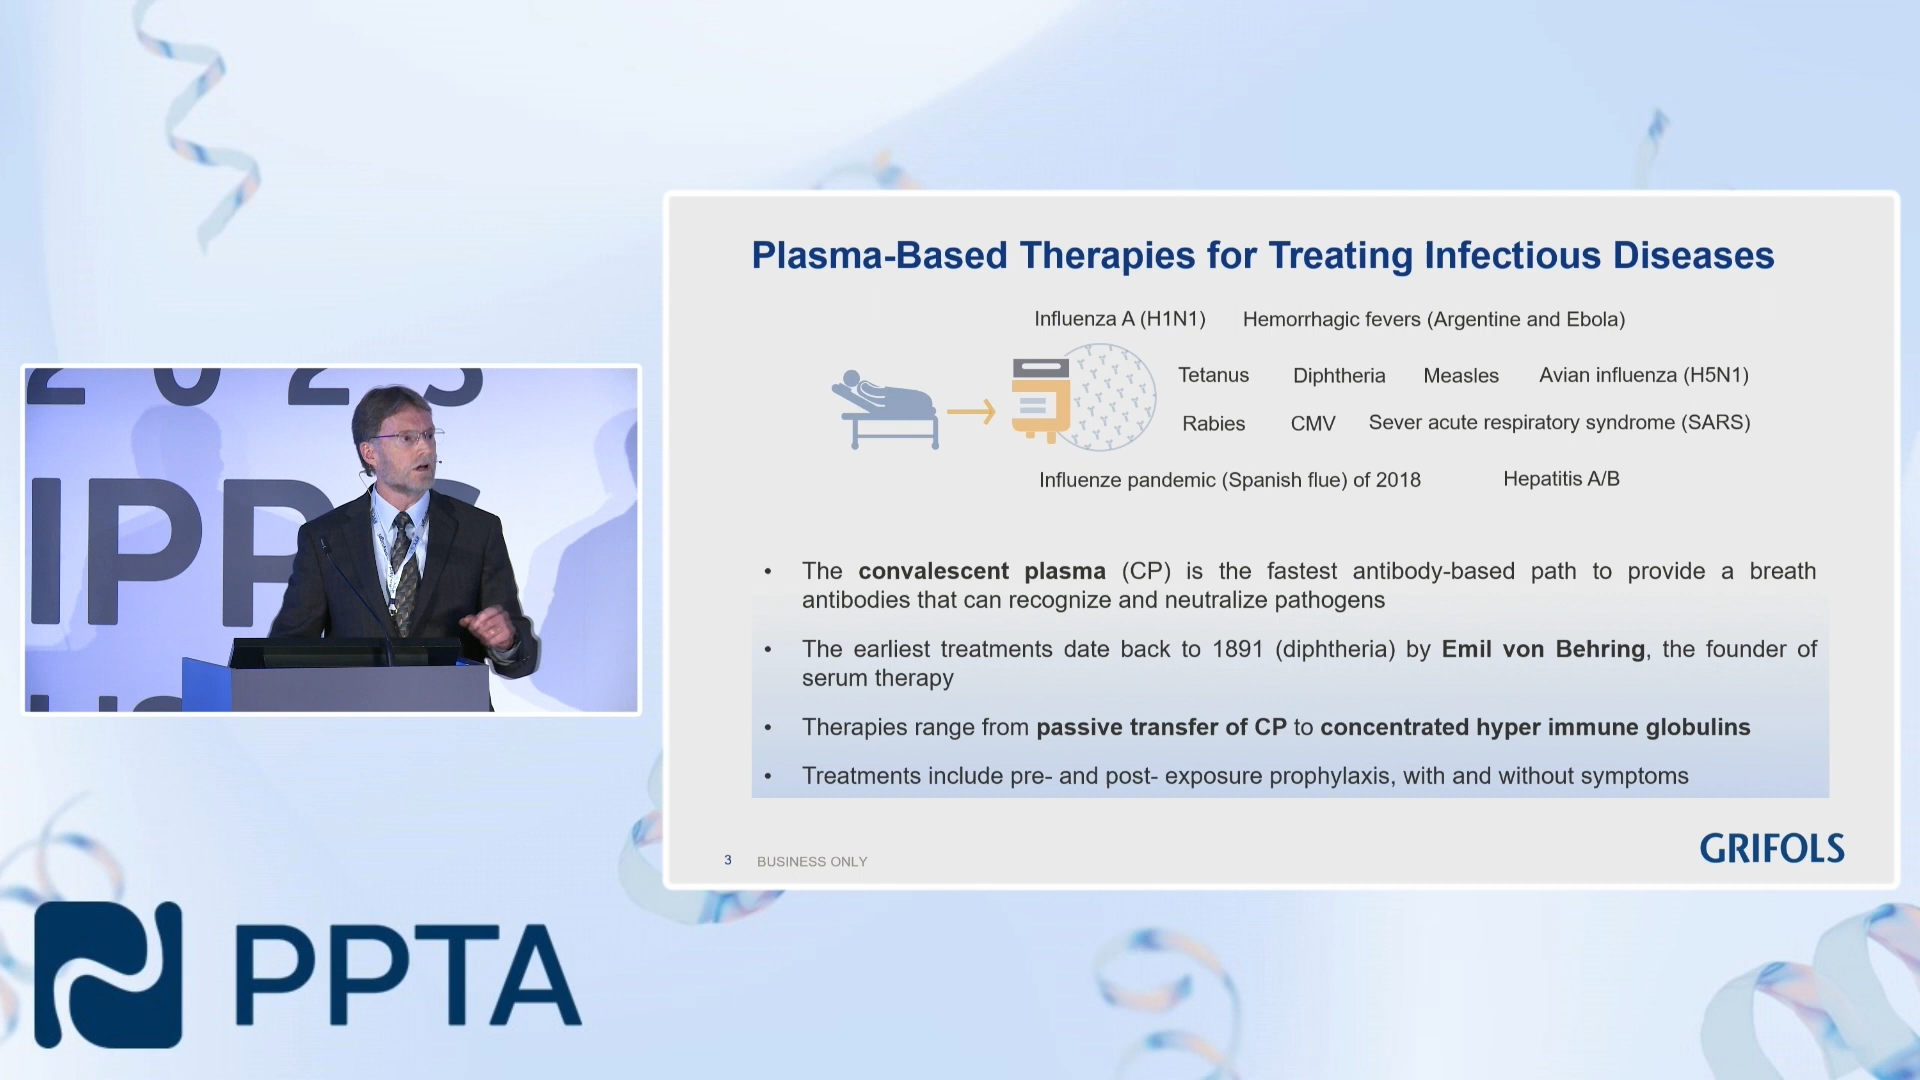 2023
IPP
Plasma-Based Therapies for Treating Infectious Diseases
Influenza A (H1N1) Hemorrhagic fevers (Argentine and Ebola)
Tetanus Diphtheria Measles Avian influenza (H5N1)
Rabies CMV Sever acute respiratory syndrome (SARS)
Influenze pandemic (Spanish flue) of 2018 Hepatitis A/B
• The convalescent plasma (CP) is the fastest antibody-based path to provide a breath
antibodies that can recognize and neutralize pathogens
• The earliest treatments date back to 1891 (diphtheria) by Emil von Behring, the founder of
serum therapy
• Therapies range from passive transfer of CP to concentrated hyper immune globulins
• Treatments include pre- and post- exposure prophylaxis, with and without symptoms
3 BUSINESS ONLY
GRIFOLS
PPTA